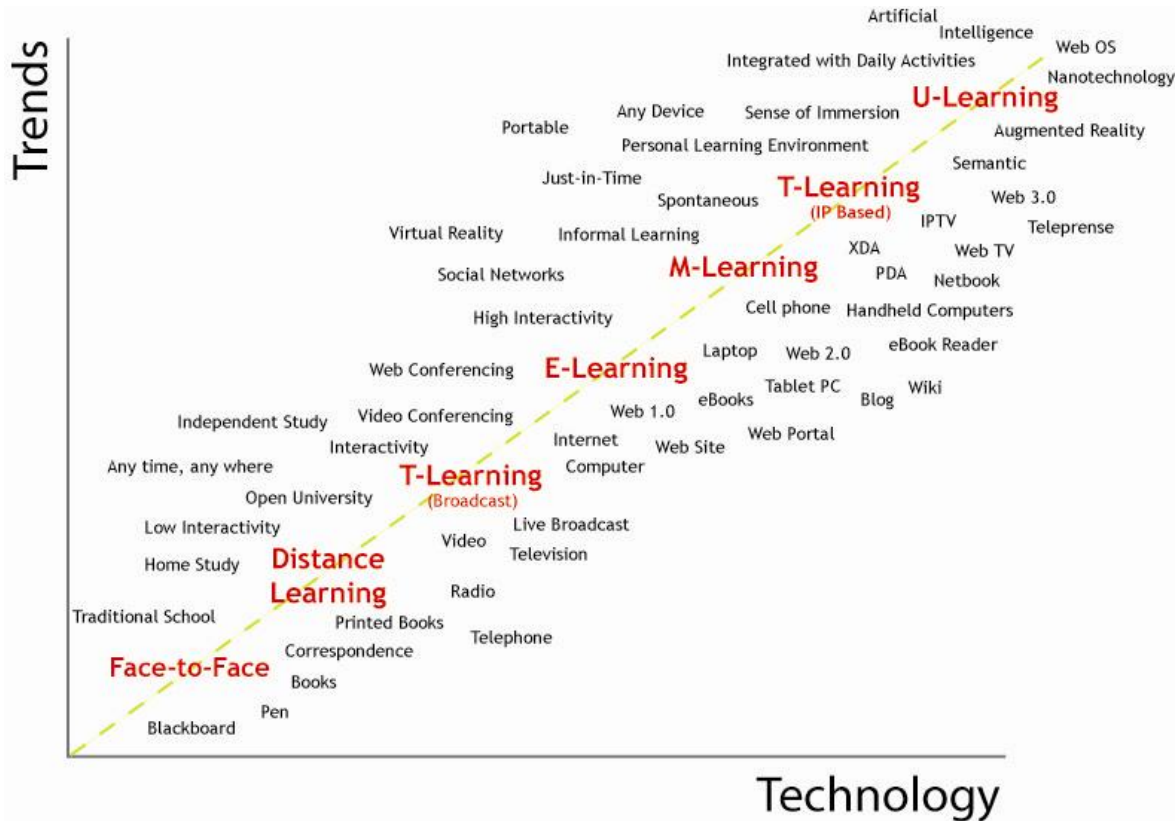 Trends
Artificial
Intelligence
Web OS
Integrated with Daily Activities
Nanotechnology
U-Learning
Any Device
Sense of Immersion
Portable
Augmented Reality
Personal Learning Environment
Semantic
Just-in-Time
T-Learning
(IP Based)
Spontaneous
Web 3.0
IPTV
Teleprense
Virtual Reality
Informal Learning
XDA
Web TV
M-Learning
Social Networks
PDA
Netbook
Cell phone
Handheld Computers
High Interactivity
Laptop
Web 2.0
eBook Reader
Web Conferencing
E-Learning
Tablet PC
Wiki
eBooks
Blog
Web 1.0
Independent Study
Video Conferencing
Web Portal
Interactivity
Internet
Web Site
Any time, any where
Computer
T-Learning
(Broadcast)
Open University
Low Interactivity
Live Broadcast
Video
Television
Home Study
Distance
Learning
Radio
Traditional School
Printed Books
Telephone
Correspondence
Face-to-Face
Books
Pen
Blackboard
Technology